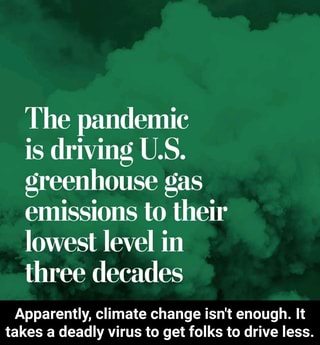 The pandemic
is driving U.S.
greenhouse gas
emissions to their
lowest level in
three decades
Apparently, climate change isn't enough. It
takes a deadly virus to get folks to drive less.